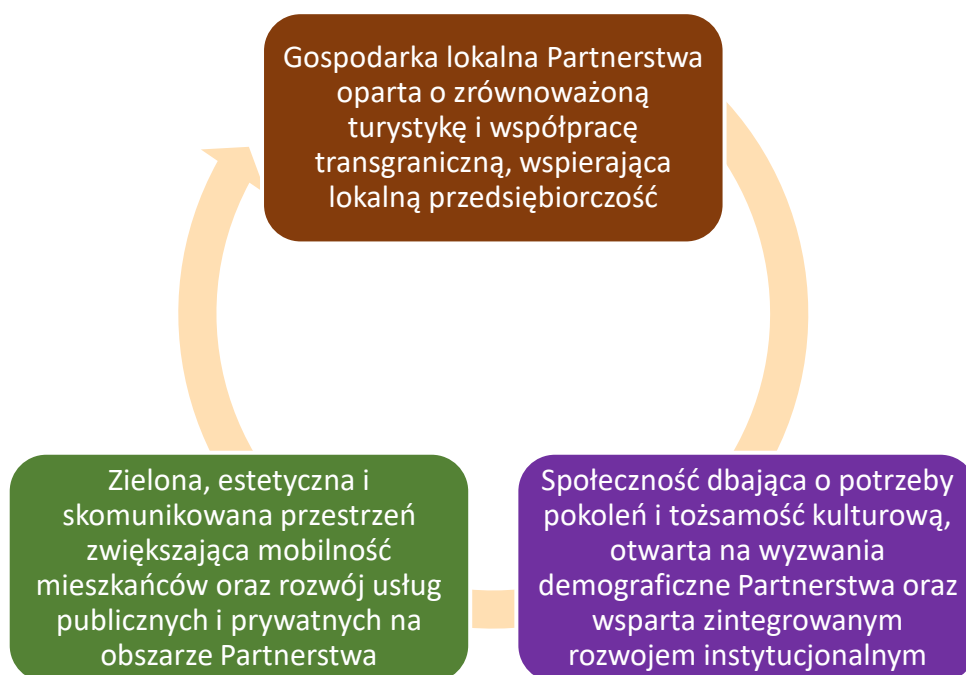 Gospodarka lokalna Partnerstwa
oparta o zrównoważoną
turystykę i współpracę
transgraniczną, wspierająca
lokalną przedsiębiorczość
Zielona, estetyczna i
skomunikowana przestrzeń
zwiększająca mobilność
mieszkańców oraz rozwój usług
publicznych i prywatnych na
obszarze Partnerstwa
Społeczność dbająca o potrzeby
pokoleń i tożsamość kulturową,
otwarta na wyzwania
demograficzne Partnerstwa oraz
wsparta zintegrowanym
rozwojem instytucjonalnym